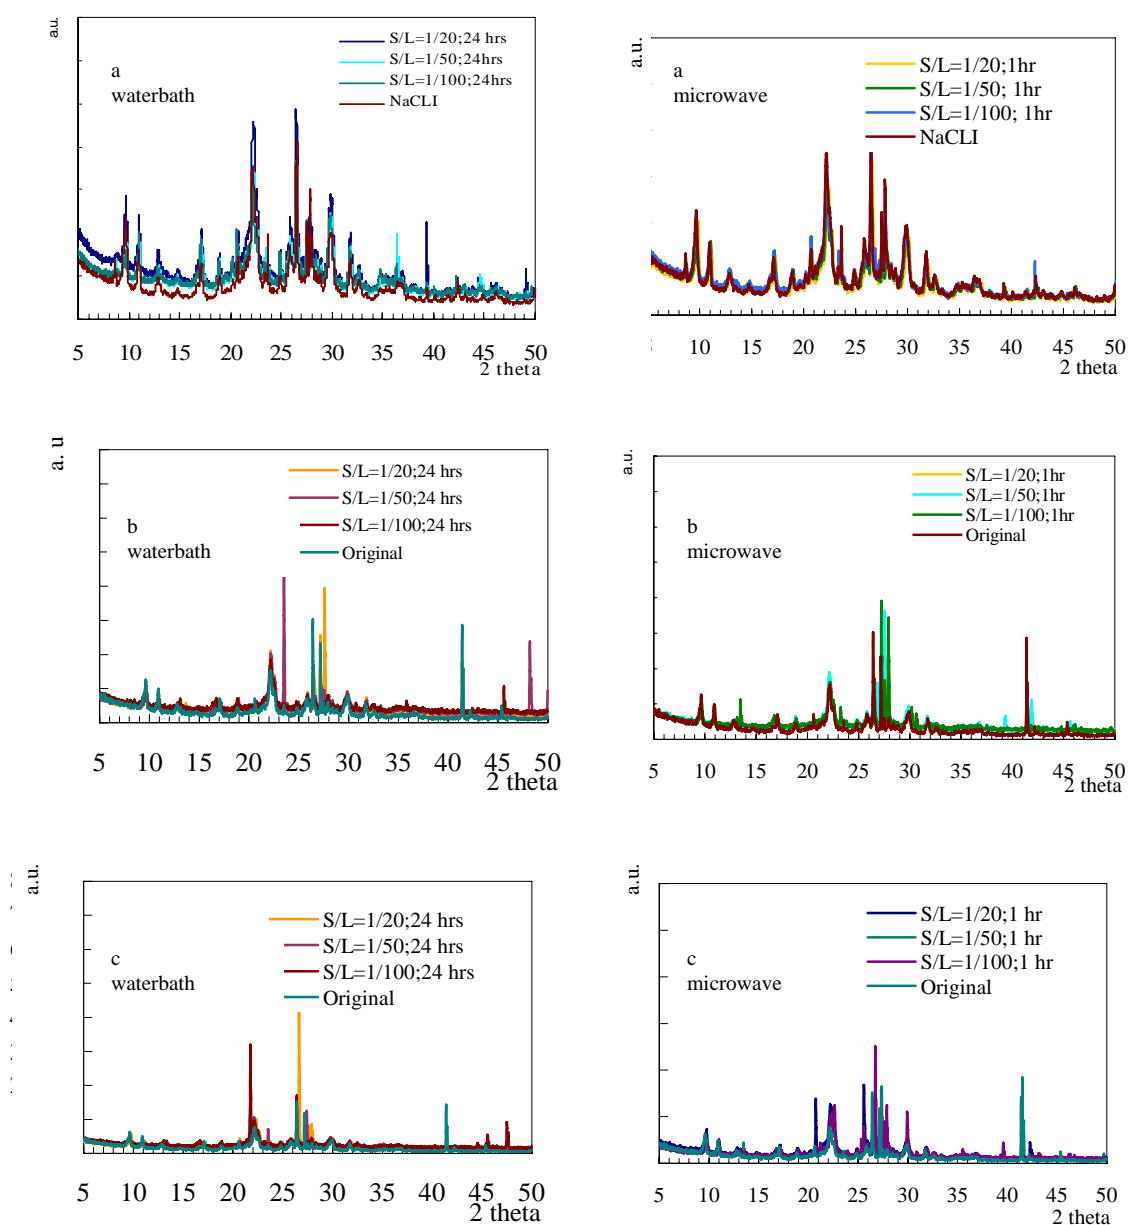 a.u.
S/L=1/20;24 hrs
S/L=1/50;24hrs
S/L=1/100;24hrs
NaCLI
a
waterbath
5 10 15 20 25 30 35 40 45 50
2 theta
a.u.
S/L=1/20;1hr
S/L=1/50; 1hr
S/L=1/100; 1hr
NaCLI
a
microwave
10 15 20 25 30 35 40 45 50
2 theta
a. u
S/L=1/20;24 hrs
S/L=1/50;24 hrs
S/L=1/100;24 hrs
Original
b
waterbath
5 10 15 20 25 30 35 40 45 50
2 theta
a.u.
S/L=1/20;1hr
S/L=1/50;1hr
S/L=1/100;1hr
Original
b
microwave
5 10 15 20 25 30 35 40 45 50
2 theta
a.u.
S/L=1/20;24 hrs
S/L=1/50;24 hrs
S/L=1/100;24 hrs
Original
c
waterbath
5 10 15 20 25 30 35 40 45 50
2 theta
a.u.
S/L=1/20;1 hr
S/L=1/50;1 hr
S/L=1/100;1 hr
Original
c
microwave
5 10 15 20 25 30 35 40 45 50
2 theta